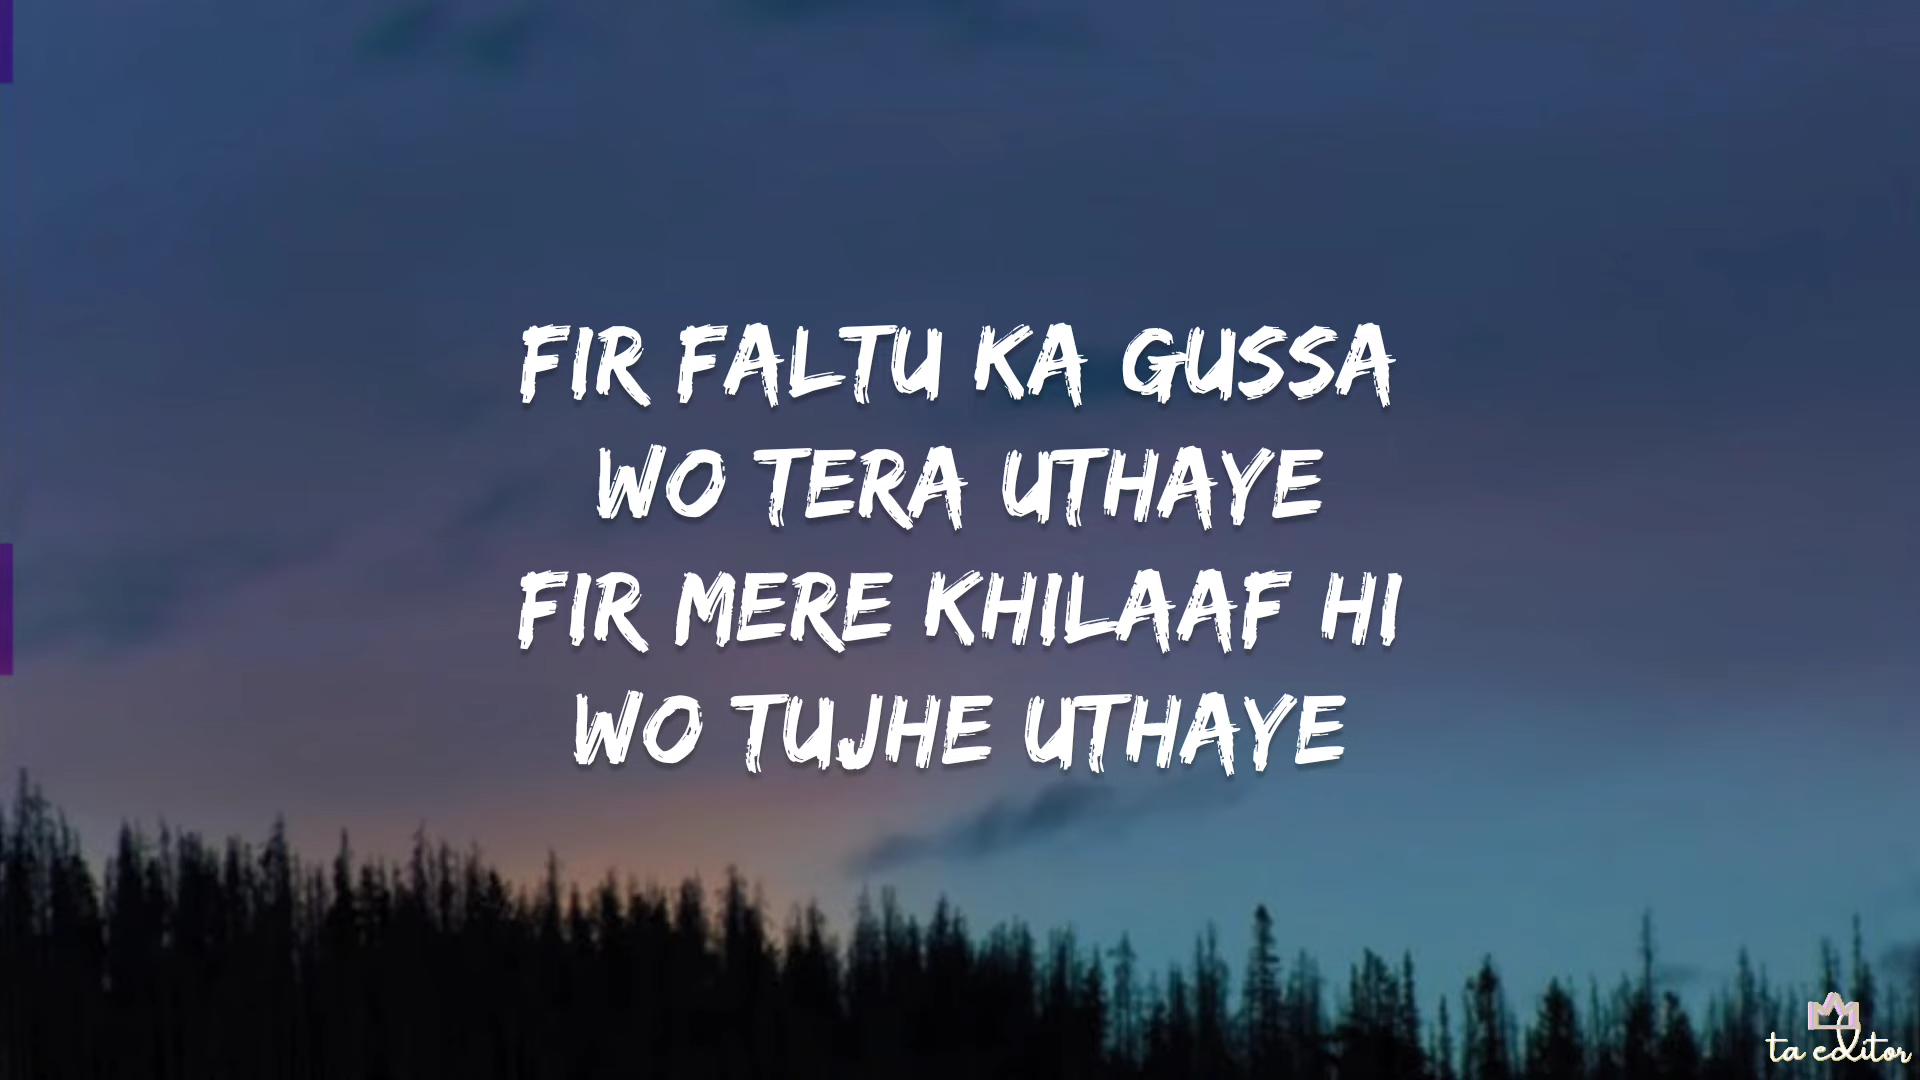 FIR FALTU KA GUSSA
WO TERA UTHAYE
FIR MERE KHILAAF HI
WO TUJHE UTHAYE
ta editor